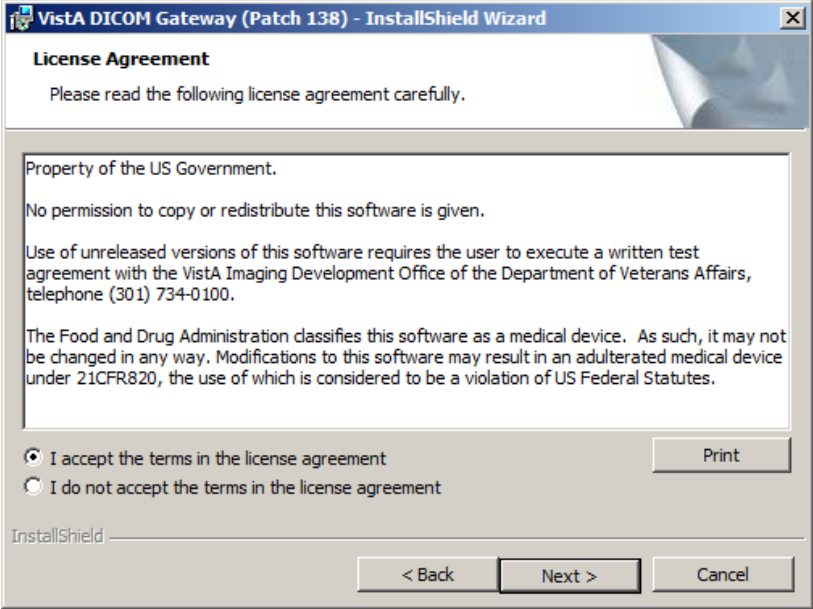 VistA DICOM Gateway (Patch 138) - InstallShield Wizard
License Agreement
Please read the following license agreement carefully.
Property of the US Government.
No permission to copy or redistribute this software is given.
Use of unreleased versions of this software requires the user to execute a written test
agreement with the VistA Imaging Development Office of the Department of Veterans Affairs,
telephone (301) 734-0100.
The Food and Drug Administration classifies this software as a medical device.  As such, it may not
be changed in any way. Modifications to this software may result in an adulterated medical device
under 21CFR820, the use of which is considered to be a violation of US Federal Statutes.
I accept the terms in the license agreement
Print
I do not accept the terms in the license agreement
InstallShield
< Back
Next >
Cancel